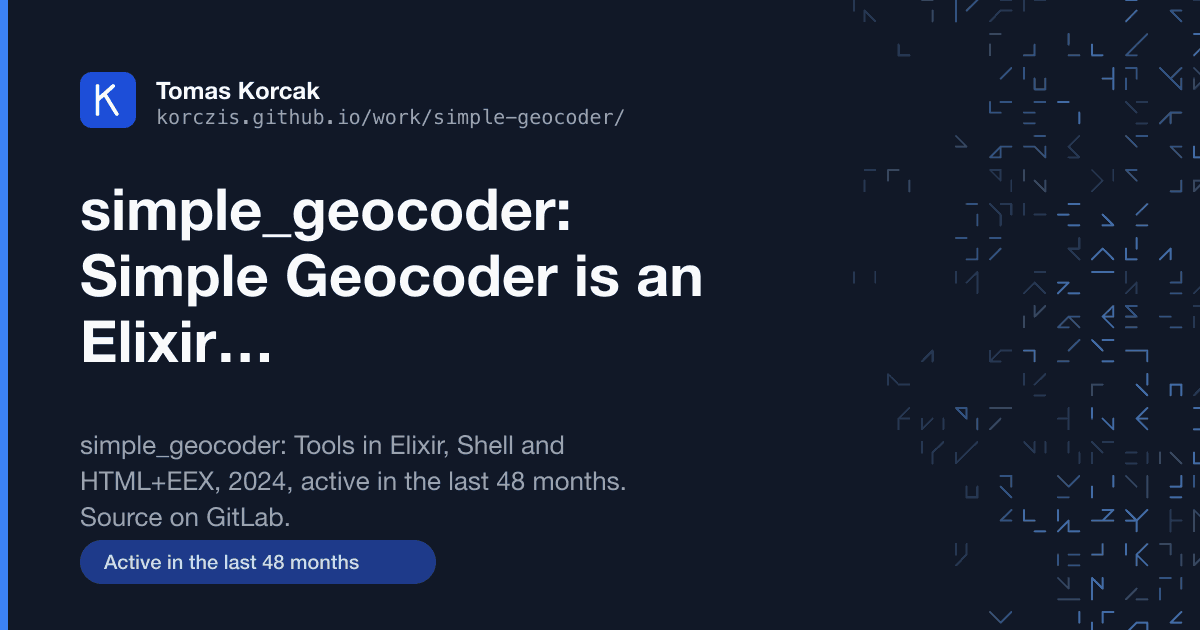 K
Tomas Korcak
korczis.github.io/work/simple-geocoder/
simple_geocoder:
Simple Geocoder is an
Elixir...
simple_geocoder: Tools in Elixir, Shell and
HTML+EEX, 2024, active in the last 48 months.
Source on GitLab.
Active in the last 48 months